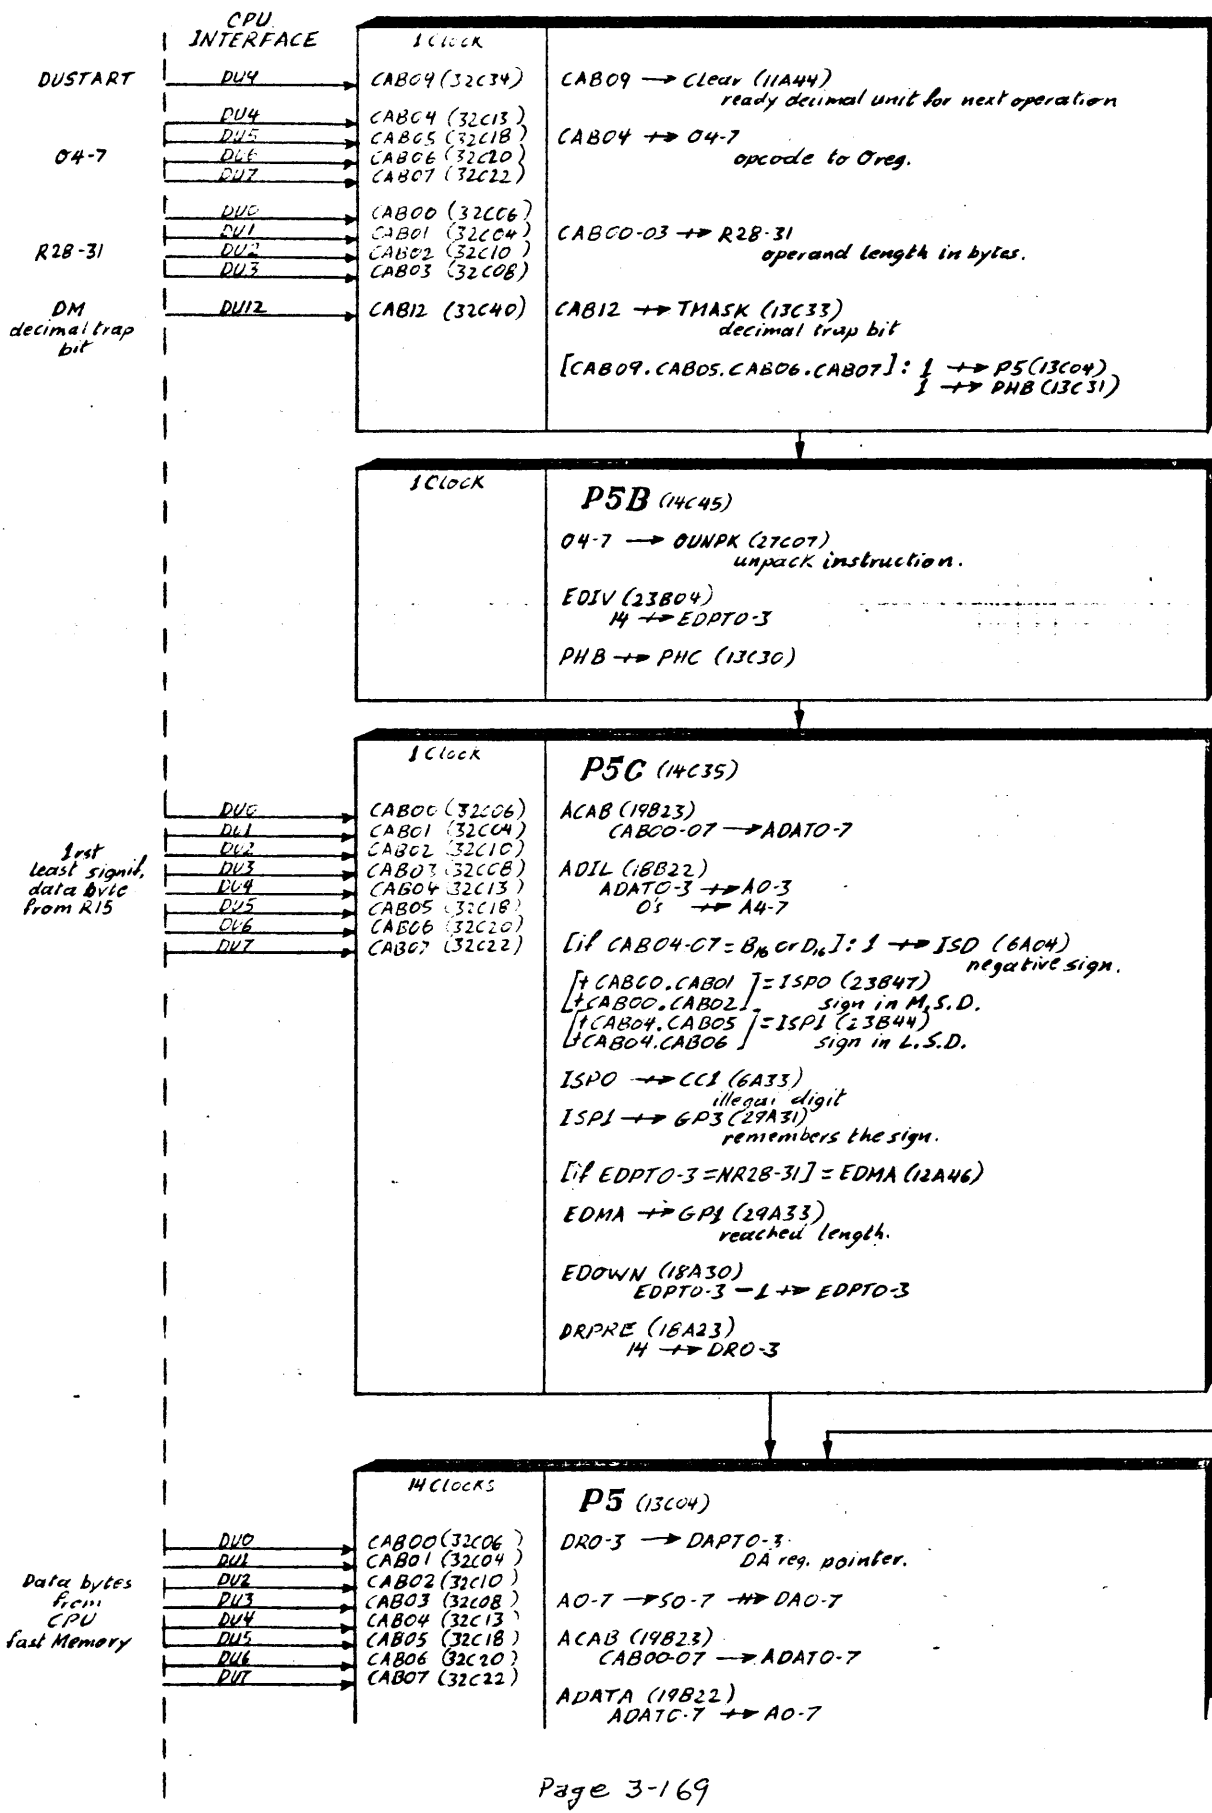 CPU
INTERFACE
1 Clock
DUSTART
DU9
CAB09 (32C34)
CAB09 → Clear (11A44)
ready decimal unit for next operation
04-7
DU4
CAB04 (32C13)
DU5
CAB05 (32C18)
DU6
CAB06 (32C20)
DU7
CAB07 (32C22)
CAB04 +→ 04-7
opcode to Oreg.
R28-31
DU0
CAB00 (32C06)
DU1
CAB01 (32C04)
DU2
CAB02 (32C10)
DU3
CAB03 (32C08)
CAB00-03 +→ R28-31
operand length in bytes.
DM
decimal trap
bit
DU12
CAB12 (32C40)
CAB12 +→ TMASK (13C33)
decimal trap bit
[CAB09.CAB05.CAB06.CAB07]: 1 +→ P5(13C04)
1 +→ PHB (13C31)
1 Clock
P5B (14C45)
04-7 → OUNPK (27C07)
unpack instruction.
EDIV (23B04)
14 +→ EDPT0-3
PHB +→ PHC (13C30)
1 Clock
P5C (14C35)
1rst
least signif.
data byte
from R15
DU0
CAB00 (32C06)
DU1
CAB01 (32C04)
DU2
CAB02 (32C10)
DU3
CAB03 (32C08)
DU4
CAB04 (32C13)
DU5
CAB05 (32C18)
DU6
CAB06 (32C20)
DU7
CAB07 (32C22)
ACAB (19B23)
CAB00-07 → ADAT0-7
ADIL (18B22)
ADAT0-3 +→ A0-3
0's +→ A4-7
[if CAB04-07 = B16 or D16]: 1 +→ ISD (6A04)
negative sign.
[+CAB00.CAB01
+CAB00.CAB02] = ISP0 (23B47)
sign in M.S.D.
[+CAB04.CAB05
+CAB04.CAB06] = ISP1 (23B44)
sign in L.S.D.
ISP0 +→ CC1 (6A33)
illegal digit
ISP1 +→ GP3 (29A31)
remembers the sign.
[if EDPT0-3 = NR28-31] = EDMA (12A46)
EDMA +→ GP1 (29A33)
reached length.
EDOWN (18A30)
EDPT0-3 -1 +→ EDPT0-3
DRPRE (18A23)
14 +→ DR0-3
14 Clocks
P5 (13C04)
Data bytes
from
CPU
fast Memory
DU0
CAB00 (32C06)
DU1
CAB01 (32C04)
DU2
CAB02 (32C10)
DU3
CAB03 (32C08)
DU4
CAB04 (32C13)
DU5
CAB05 (32C18)
DU6
CAB06 (32C20)
DU7
CAB07 (32C22)
DR0-3 → DAPT0-3
DA reg. pointer.
A0-7 → S0-7 +→ DA0-7
ACAB (19B23)
CAB00-07 → ADAT0-7
ADATA (19B22)
ADAT0-7 +→ A0-7
Page 3-169